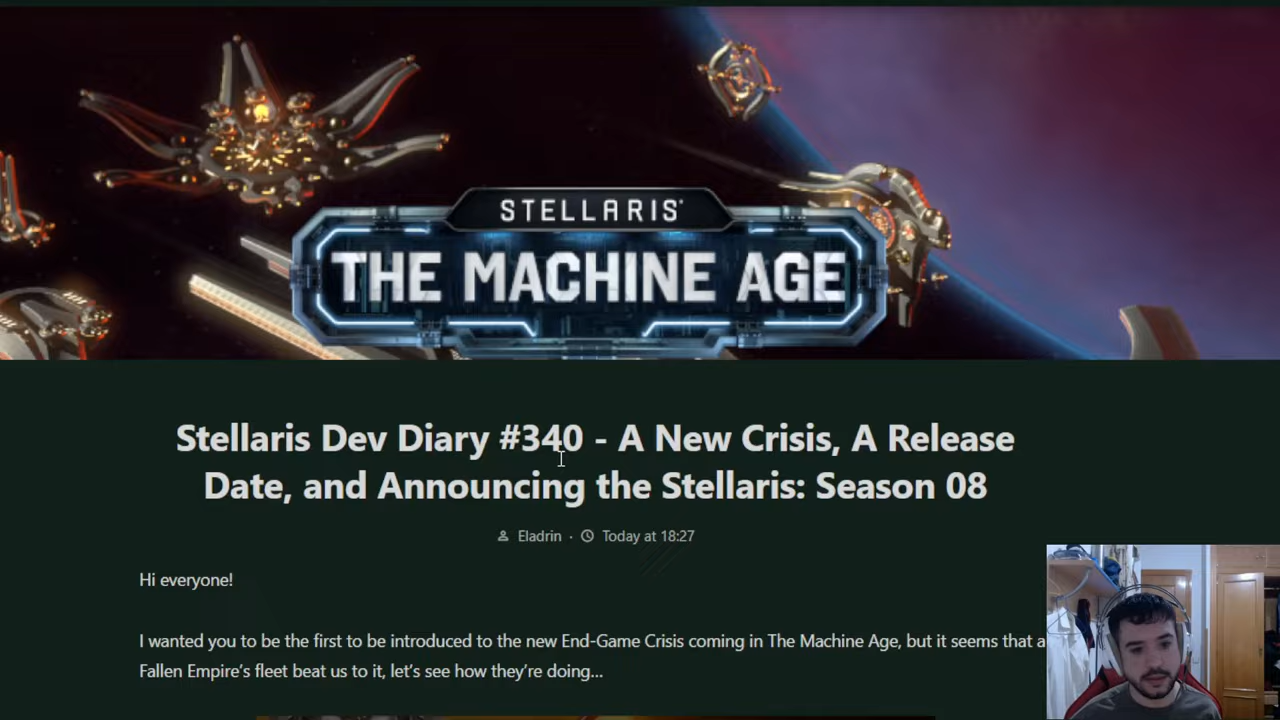 STELLARIS
THE MACHINE AGE
Stellaris Dev Diary #340 - A New Crisis, A Release
Date, and Announcing the Stellaris: Season 08
Eladrin · Today at 18:27
Hi everyone!
I wanted you to be the first to be introduced to the new End-Game Crisis coming in The Machine Age, but it seems that a
Fallen Empire’s fleet beat us to it, let’s see how they’re doing…